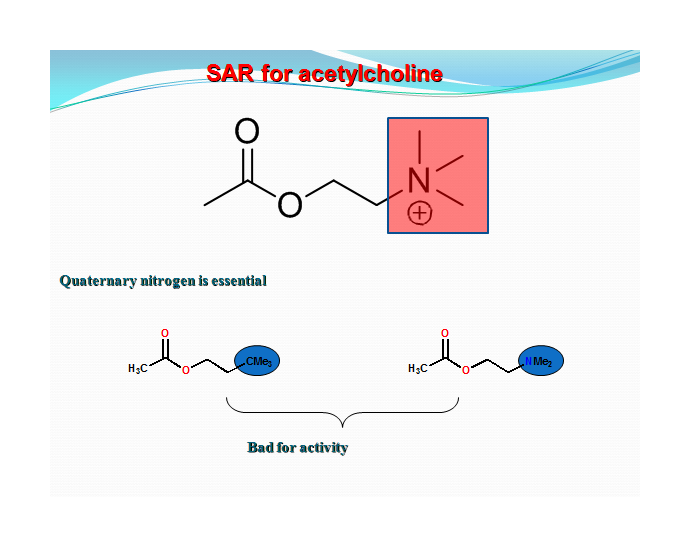 SAR for acetylcholine
O
O
N
+
Quaternary nitrogen is essential
O
H3C
O
CMe3
O
H3C
O
NMe2
Bad for activity